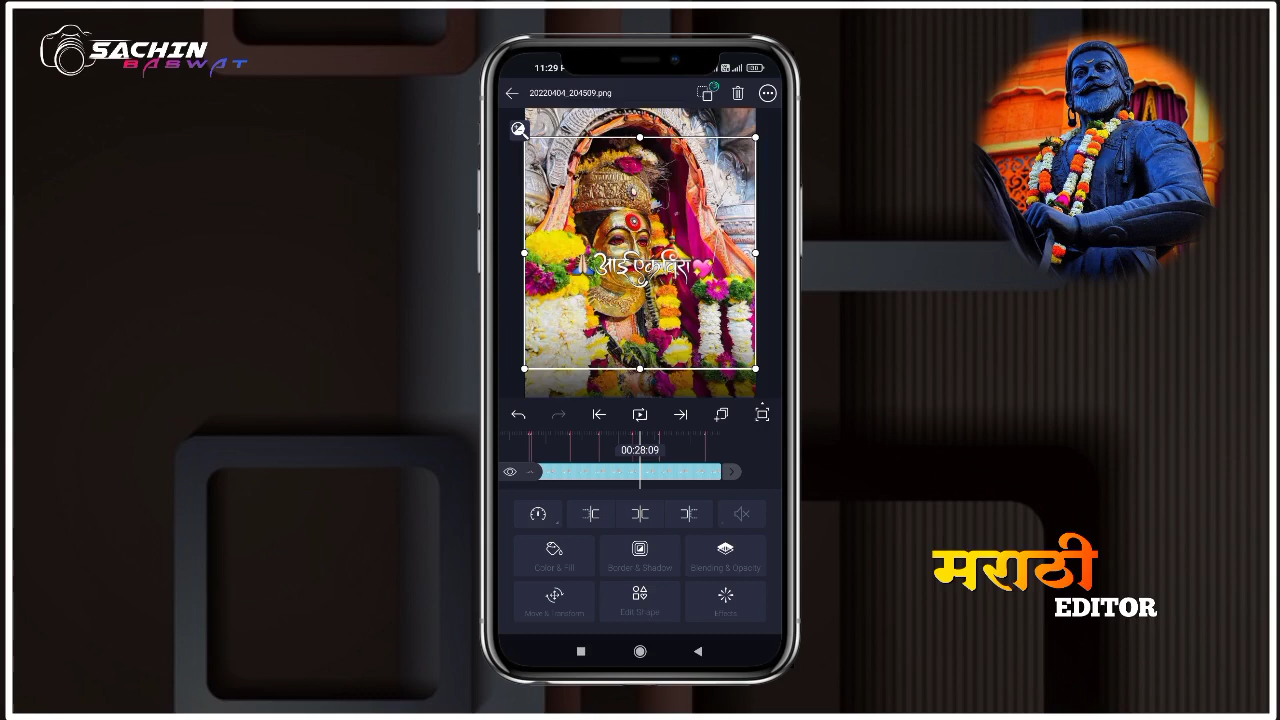 SACHIN
BASWAT
11:29
20220404_204509.png
आई एकविरा
00:28:09
Color & Fill
Border & Shadow
Blending & Opacity
Move & Transform
Edit Shape
Effects
मराठी
EDITOR